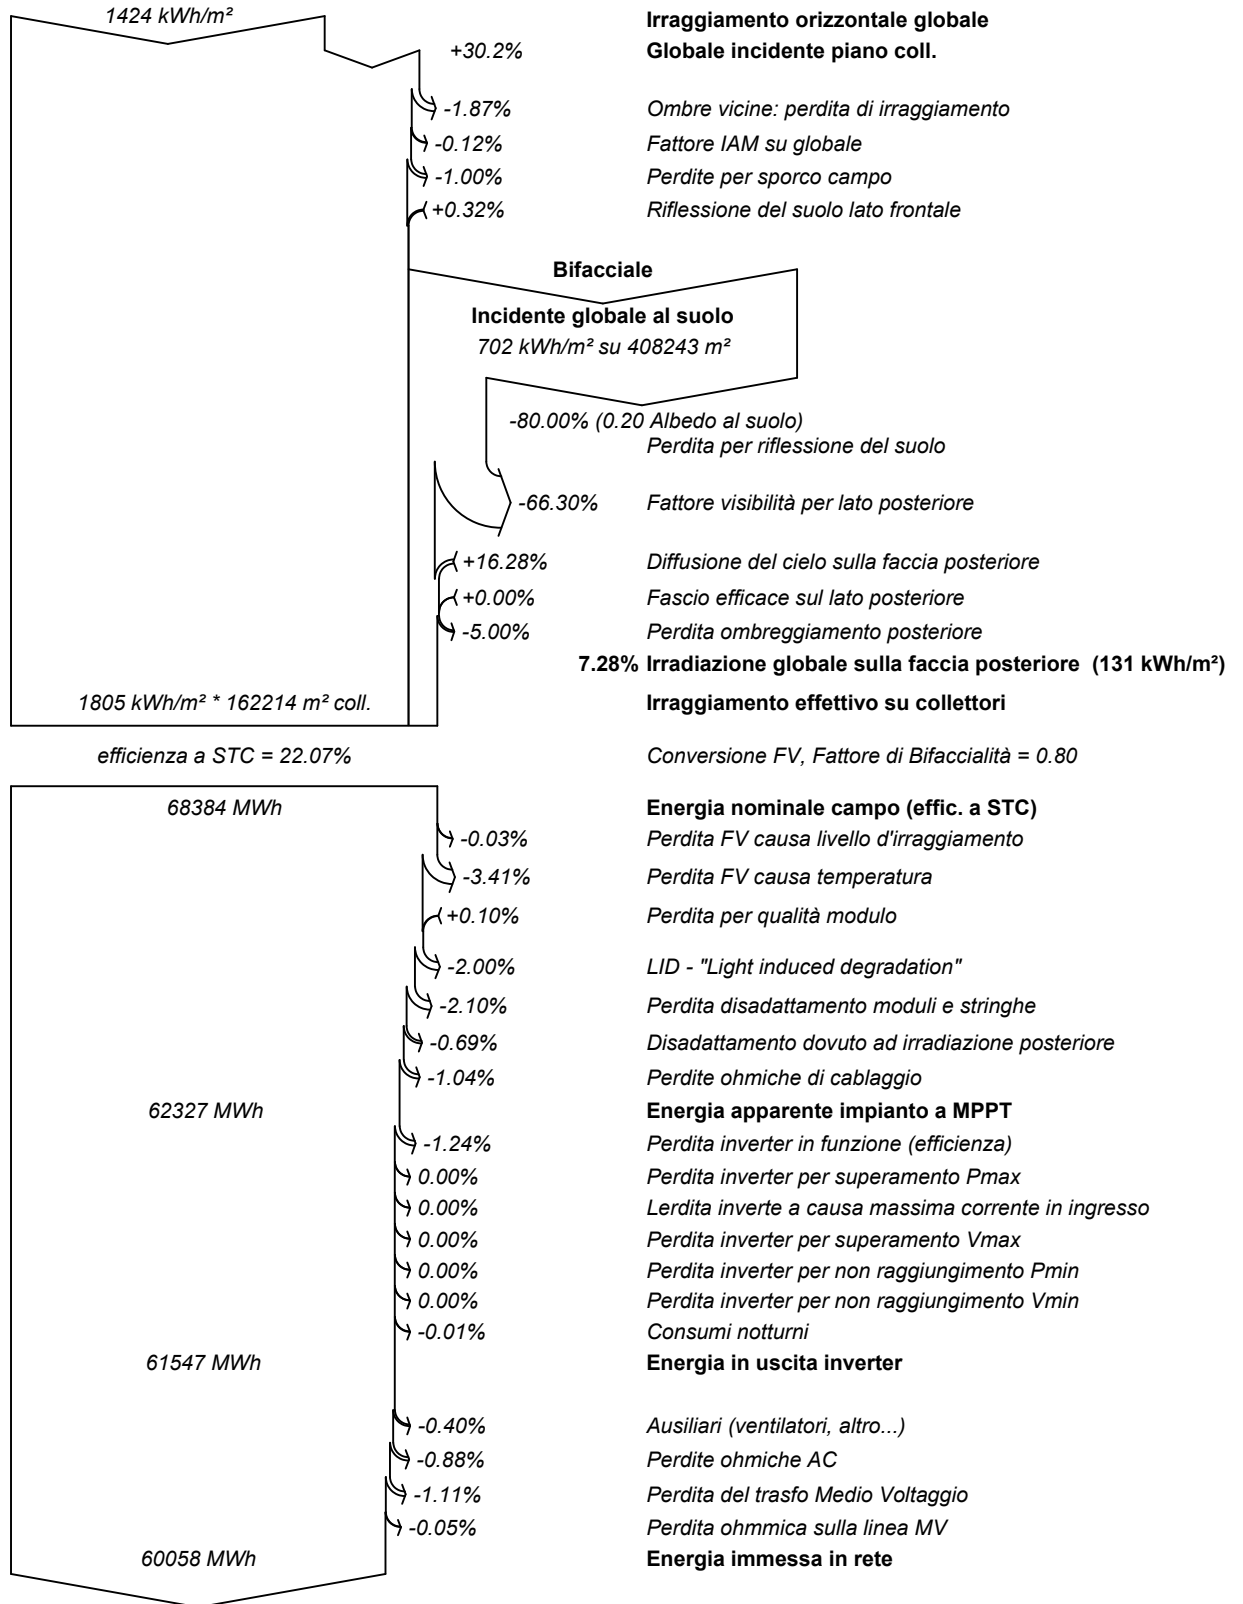 1424 kWh/m² Irraggiamento orizzontale globale
+30.2% Globale incidente piano coll.
-1.87% Ombre vicine: perdita di irraggiamento
-0.12% Fattore IAM su globale
-1.00% Perdite per sporco campo
+0.32% Riflessione del suolo lato frontale
Bifacciale
Incidente globale al suolo
702 kWh/m² su 408243 m²
-80.00% (0.20 Albedo al suolo)
Perdita per riflessione del suolo
-66.30% Fattore visibilità per lato posteriore
+16.28% Diffusione del cielo sulla faccia posteriore
+0.00% Fascio efficace sul lato posteriore
-5.00% Perdita ombreggiamento posteriore
7.28% Irradiazione globale sulla faccia posteriore (131 kWh/m²)
1805 kWh/m² * 162214 m² coll. Irraggiamento effettivo su collettori
efficienza a STC = 22.07% Conversione FV, Fattore di Bifaccialità = 0.80
68384 MWh Energia nominale campo (effic. a STC)
-0.03% Perdita FV causa livello d'irraggiamento
-3.41% Perdita FV causa temperatura
+0.10% Perdita per qualità modulo
-2.00% LID - "Light induced degradation"
-2.10% Perdita disadattamento moduli e stringhe
-0.69% Disadattamento dovuto ad irradiazione posteriore
-1.04% Perdite ohmiche di cablaggio
62327 MWh Energia apparente impianto a MPPT
-1.24% Perdita inverter in funzione (efficienza)
0.00% Perdita inverter per superamento Pmax
0.00% Lerdita inverte a causa massima corrente in ingresso
0.00% Perdita inverter per superamento Vmax
0.00% Perdita inverter per non raggiungimento Pmin
0.00% Perdita inverter per non raggiungimento Vmin
-0.01% Consumi notturni
61547 MWh Energia in uscita inverter
-0.40% Ausiliari (ventilatori, altro...)
-0.88% Perdite ohmiche AC
-1.11% Perdita del trasfo Medio Voltaggio
-0.05% Perdita ohmmica sulla linea MV
60058 MWh Energia immessa in rete